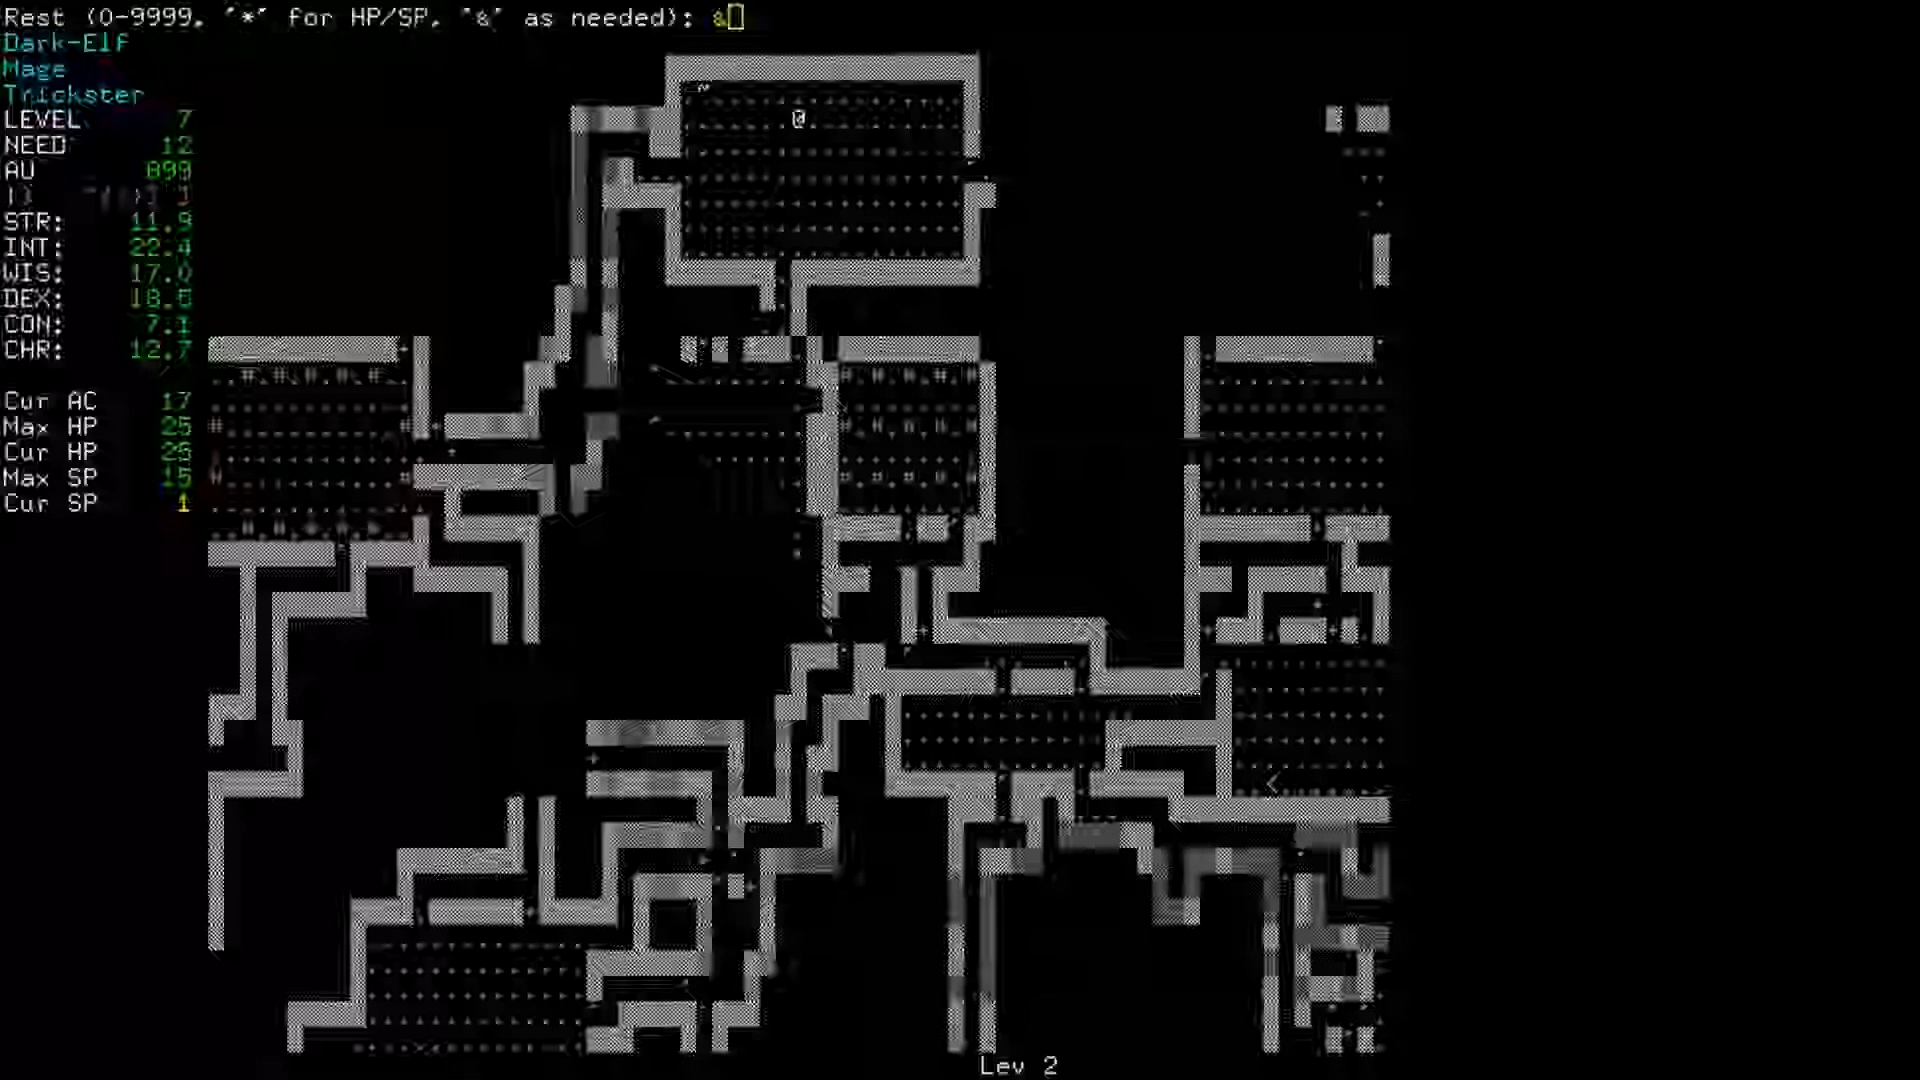 Rest (0-9999, '*' for HP/SP, '&' as needed): &
Dark-Elf
Mage
Trickster
LEVEL 7
NEED 12
AU 899
STR: 11.9
INT: 22.4
WIS: 17.0
DEX: 18.5
CON: 7.1
CHR: 12.7
Cur AC 17
Max HP 25
Cur HP 25
Max SP 15
Cur SP 1
Lev 2